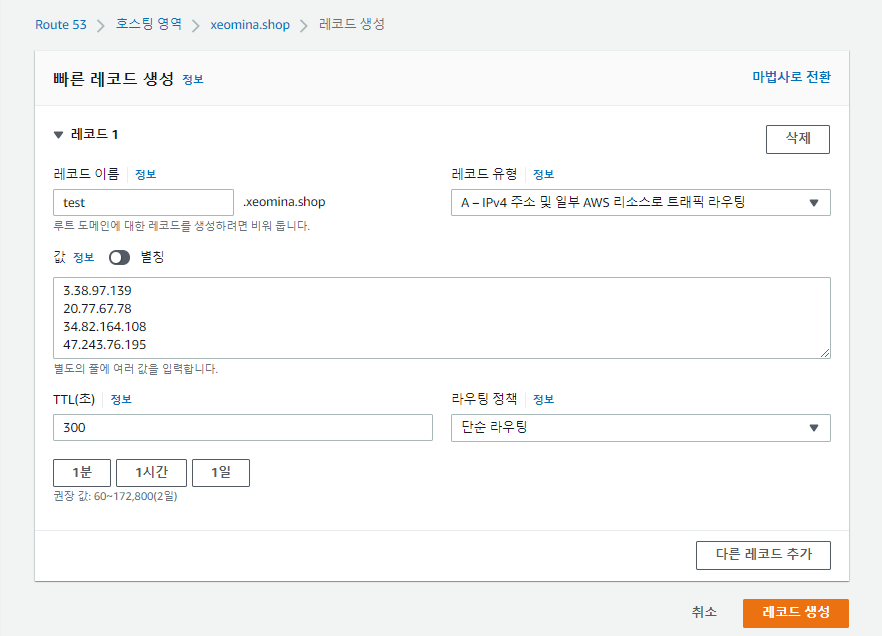 Route 53 > 호스팅 영역 > xeomina.shop > 레코드 생성
빠른 레코드 생성 정보
마법사로 전환
▼ 레코드 1
삭제
레코드 이름 정보
test
.xeomina.shop
루트 도메인에 대한 레코드를 생성하려면 비워 둡니다.
레코드 유형 정보
A – IPv4 주소 및 일부 AWS 리소스로 트래픽 라우팅
값 정보 별칭
3.38.97.139
20.77.67.78
34.82.164.108
47.243.76.195
별도의 줄에 여러 값을 입력합니다.
TTL(초) 정보
300
1분 1시간 1일
권장 값: 60~172,800(2일)
라우팅 정책 정보
단순 라우팅
다른 레코드 추가
취소
레코드 생성